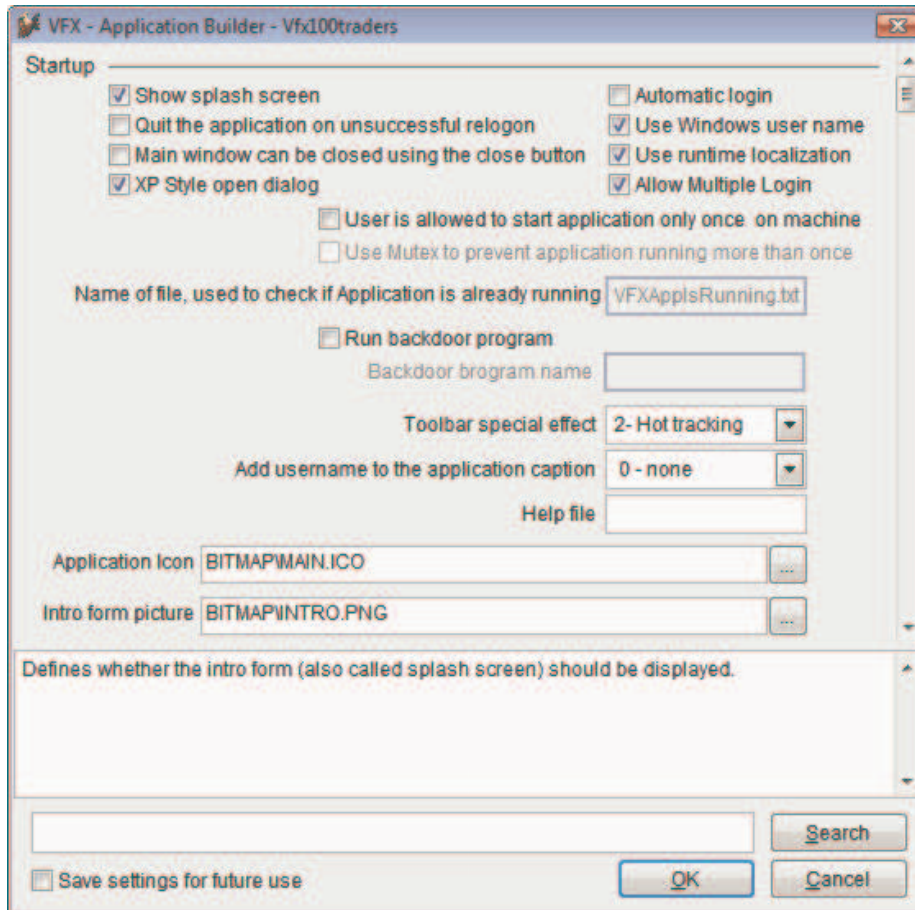 VFX - Application Builder - Vfx100traders
Startup
Show splash screen
Automatic login
Quit the application on unsuccessful relogon
Use Windows user name
Main window can be closed using the close button
Use runtime localization
XP Style open dialog
Allow Multiple Login
User is allowed to start application only once on machine
Use Mutex to prevent application running more than once
Name of file, used to check if Application is already running VFXAppIsRunning.txt
Run backdoor program
Backdoor brogram name
Toolbar special effect 2- Hot tracking
Add username to the application caption 0 - none
Help file
Application Icon BITMAP\MAIN.ICO ...
Intro form picture BITMAP\INTRO.PNG ...
Defines whether the intro form (also called splash screen) should be displayed.
Search
Save settings for future use
OK
Cancel